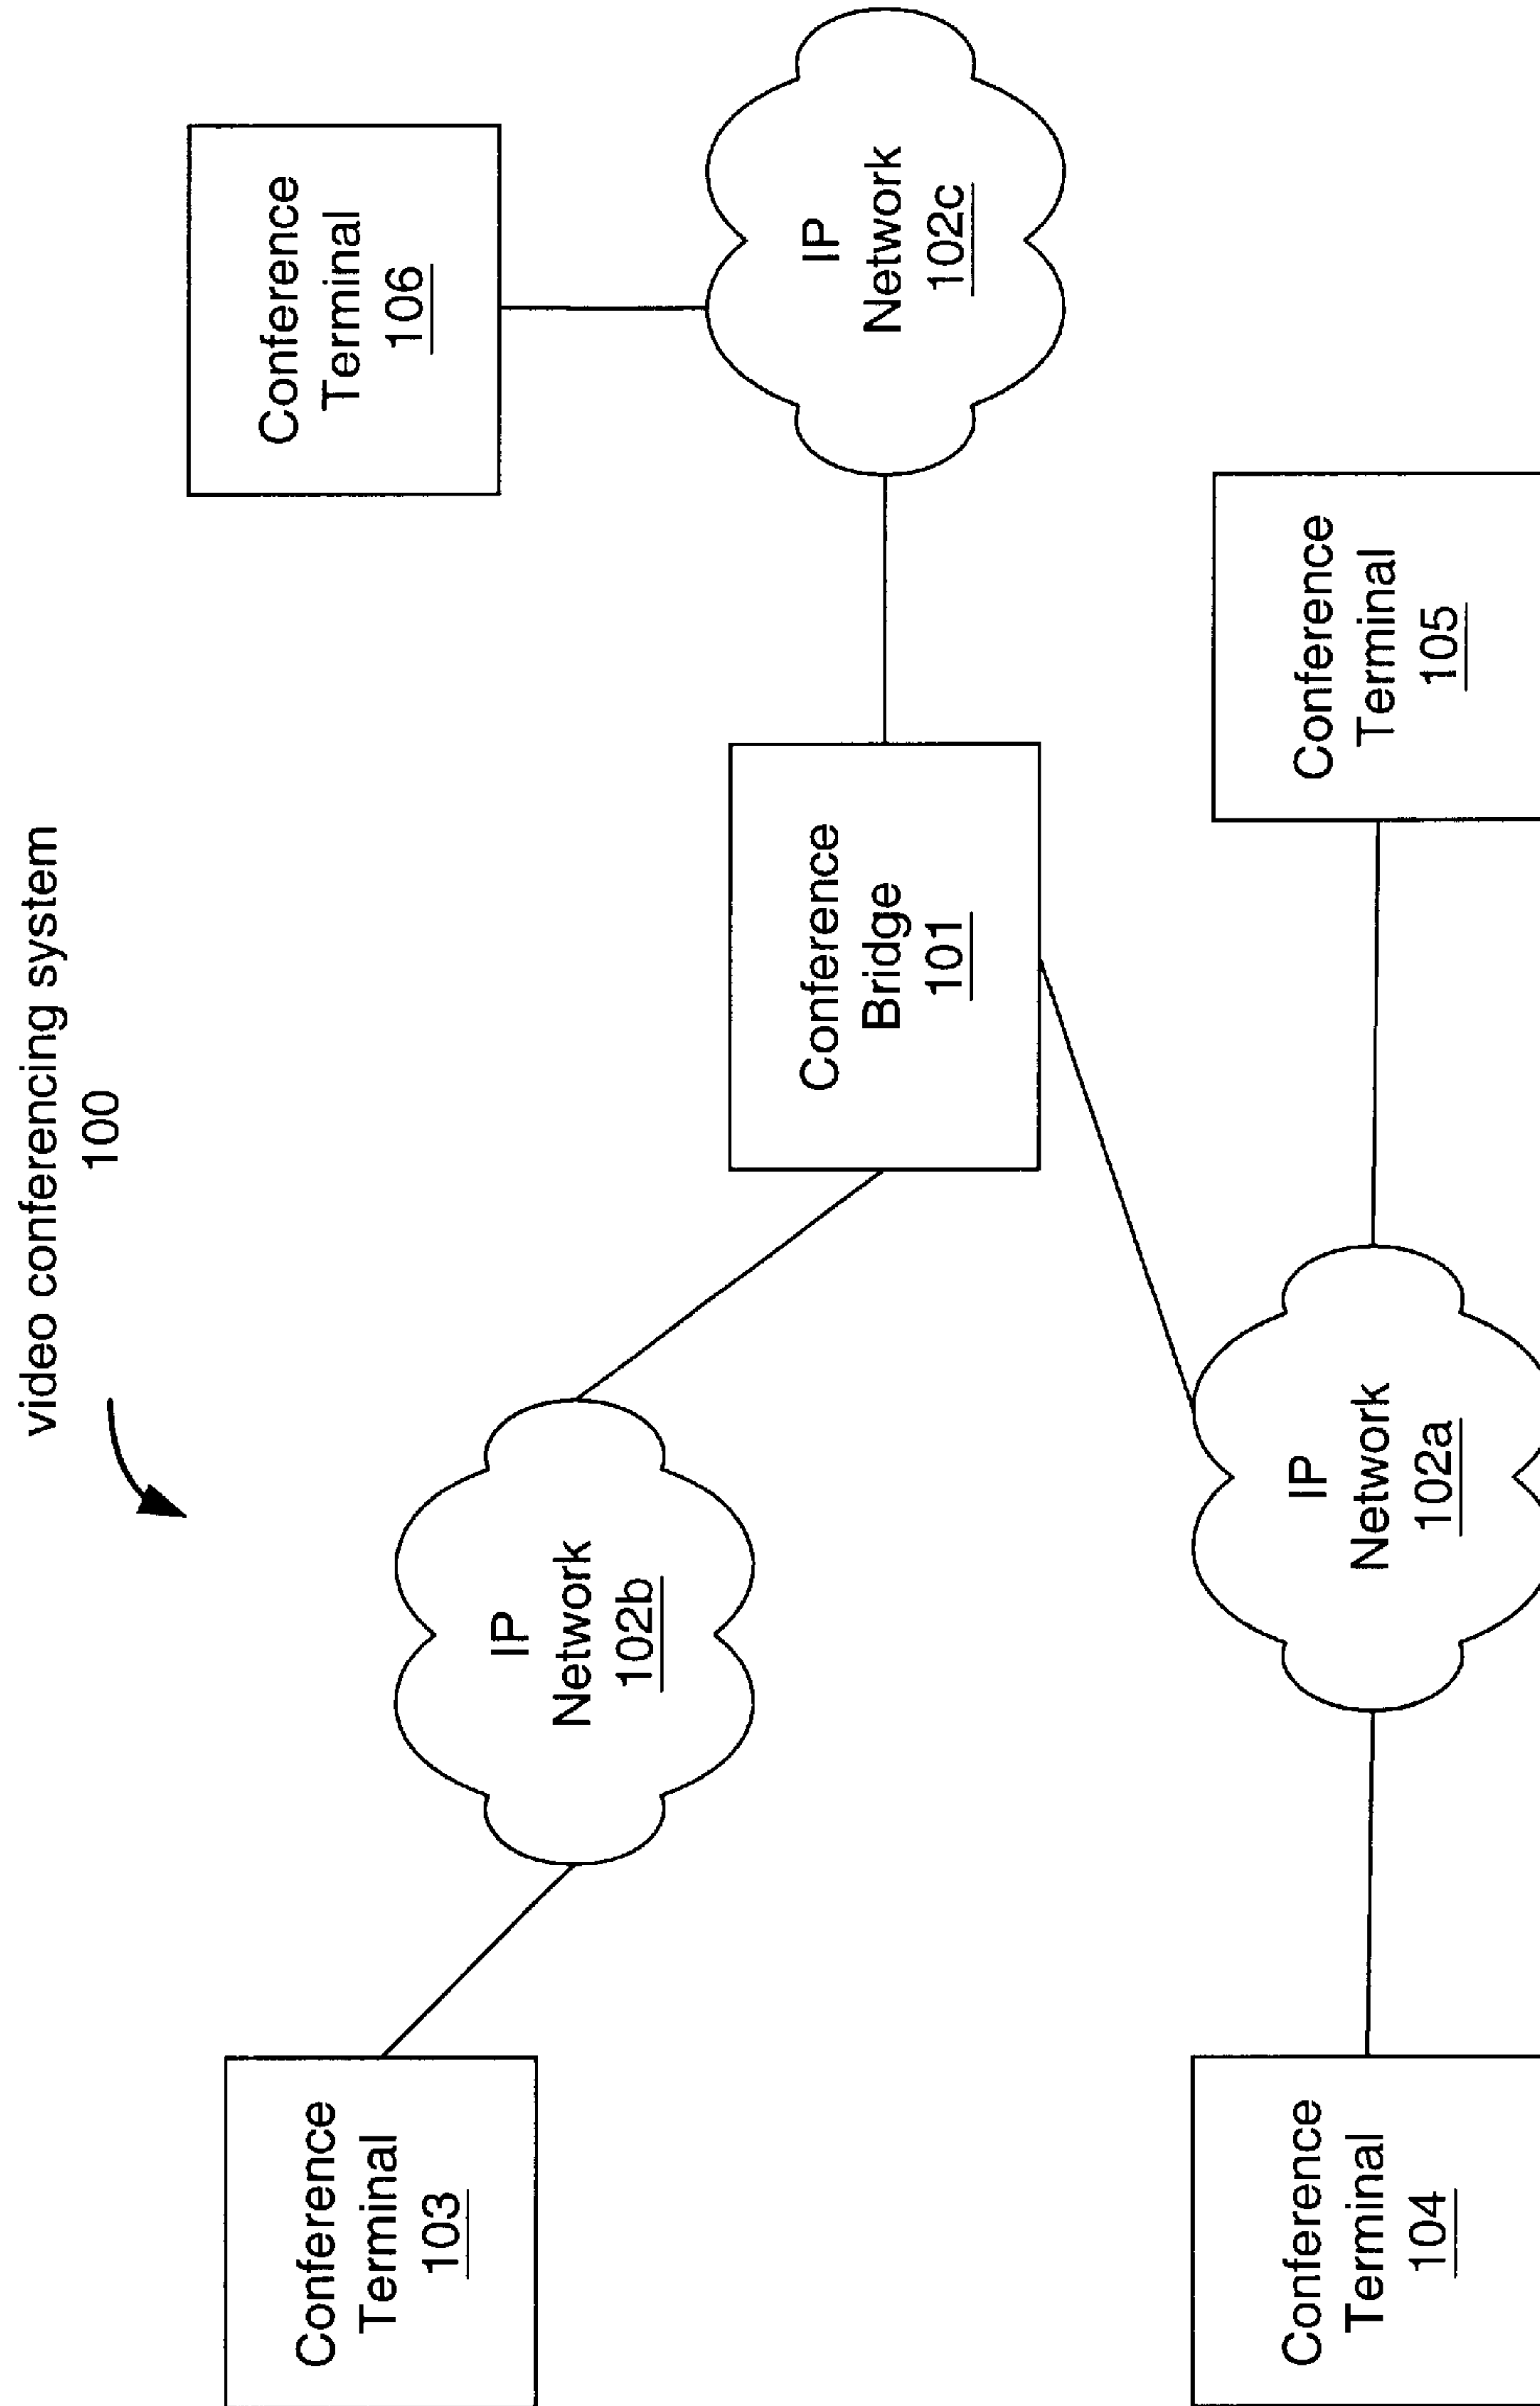 video conferencing system
100
Conference
Terminal
103
IP
Network
102b
Conference
Terminal
106
Conference
Bridge
101
IP
Network
102c
Conference
Terminal
104
IP
Network
102a
Conference
Terminal
105